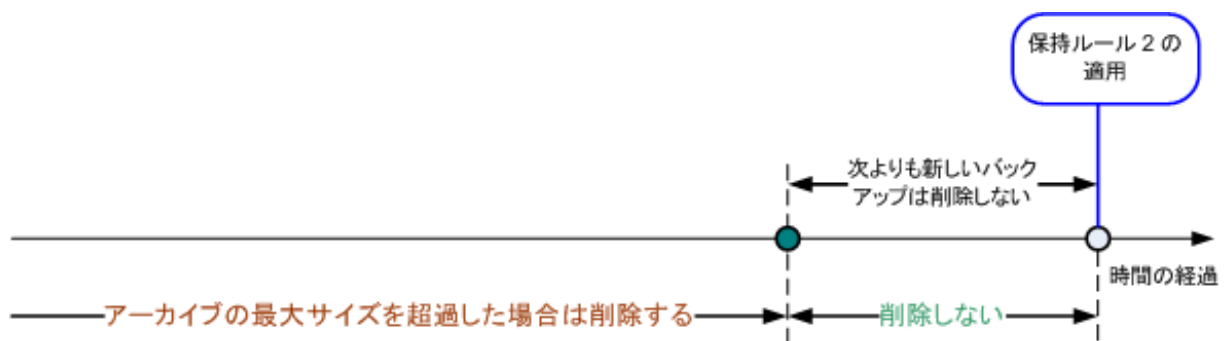 保持ルール 2 の
適用
次よりも新しいバック
アップは削除しない
時間の経過
アーカイブの最大サイズを超過した場合は削除する
削除しない